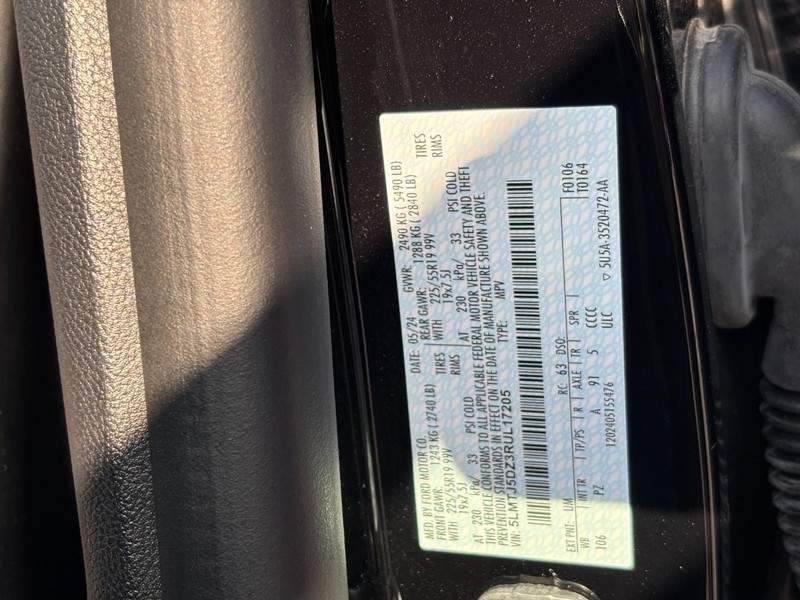 MFD. BY FORD MOTOR CO. DATE: 05/24 GVWR: 2490 KG ( 5490 LB)
FRONT GAWR: 1243 KG ( 2740 LB) REAR GAWR: 1288 KG ( 2840 LB)
WITH 225/55R19 99V TIRES WITH 225/55R19 99V TIRES
19x7.5J RIMS 19x7.5J RIMS
AT 230 kPa/ 33 PSI COLD AT 230 kPa/ 33 PSI COLD
THIS VEHICLE CONFORMS TO ALL APPLICABLE FEDERAL MOTOR VEHICLE SAFETY AND THEFT
PREVENTION STANDARDS IN EFFECT ON THE DATE OF MANUFACTURE SHOWN ABOVE.
VIN: 5LMTJ5DZ3RUL17205 TYPE: MPV
EXT PNT: UM RC: 63 DSO: F0106
WB INT TR TP/PS R AXLE TR SPR T0164
106 PZ A 91 5 CCCC
120240515S476 ULC 5U5A-3520472-AA